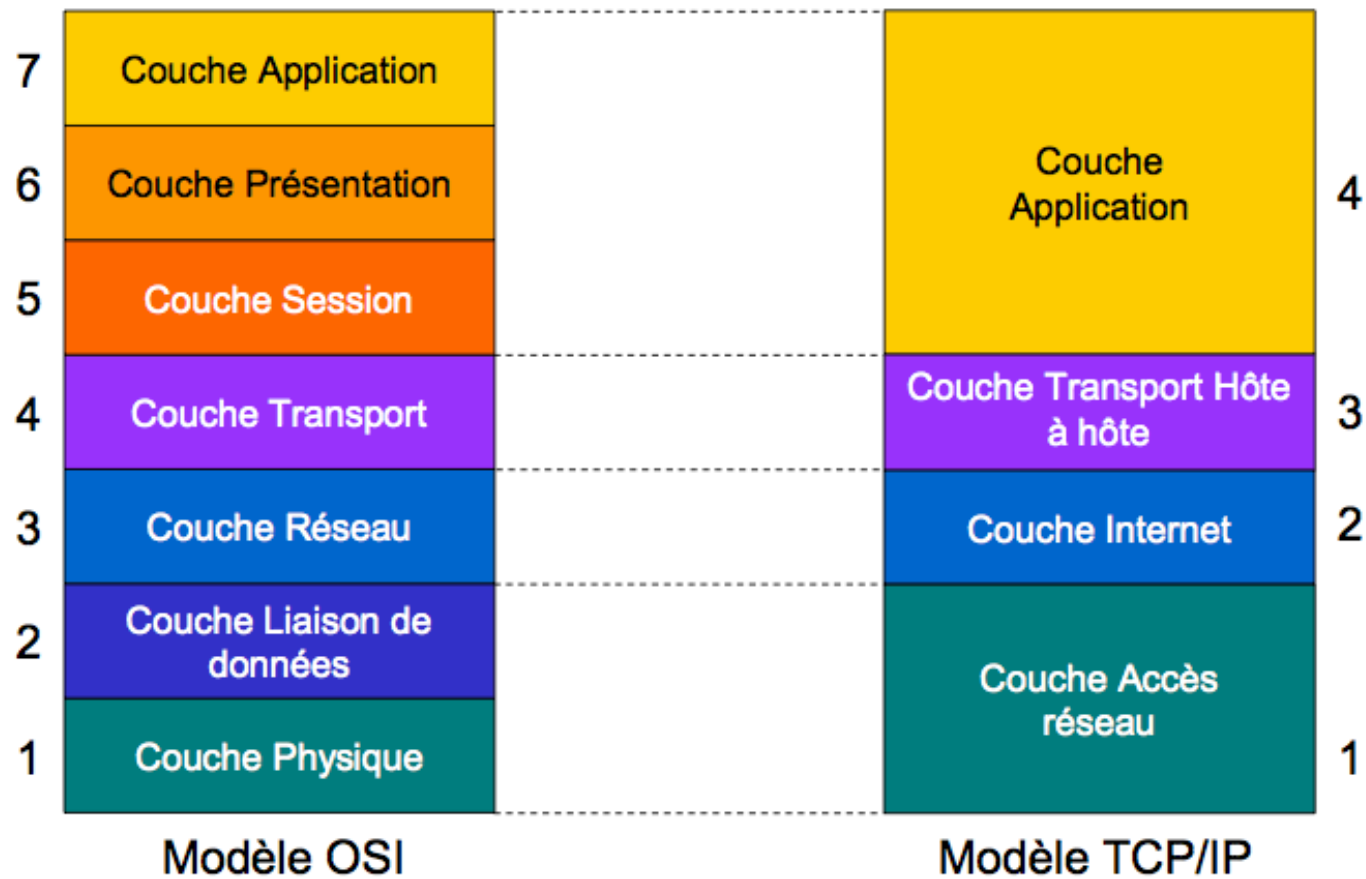 7
Couche Application
6
Couche Présentation
5
Couche Session
4
Couche Transport
3
Couche Réseau
2
Couche Liaison de
données
1
Couche Physique
Modèle OSI
Couche
Application
4
Couche Transport Hôte
à hôte
3
Couche Internet
2
Couche Accès
réseau
1
Modèle TCP/IP